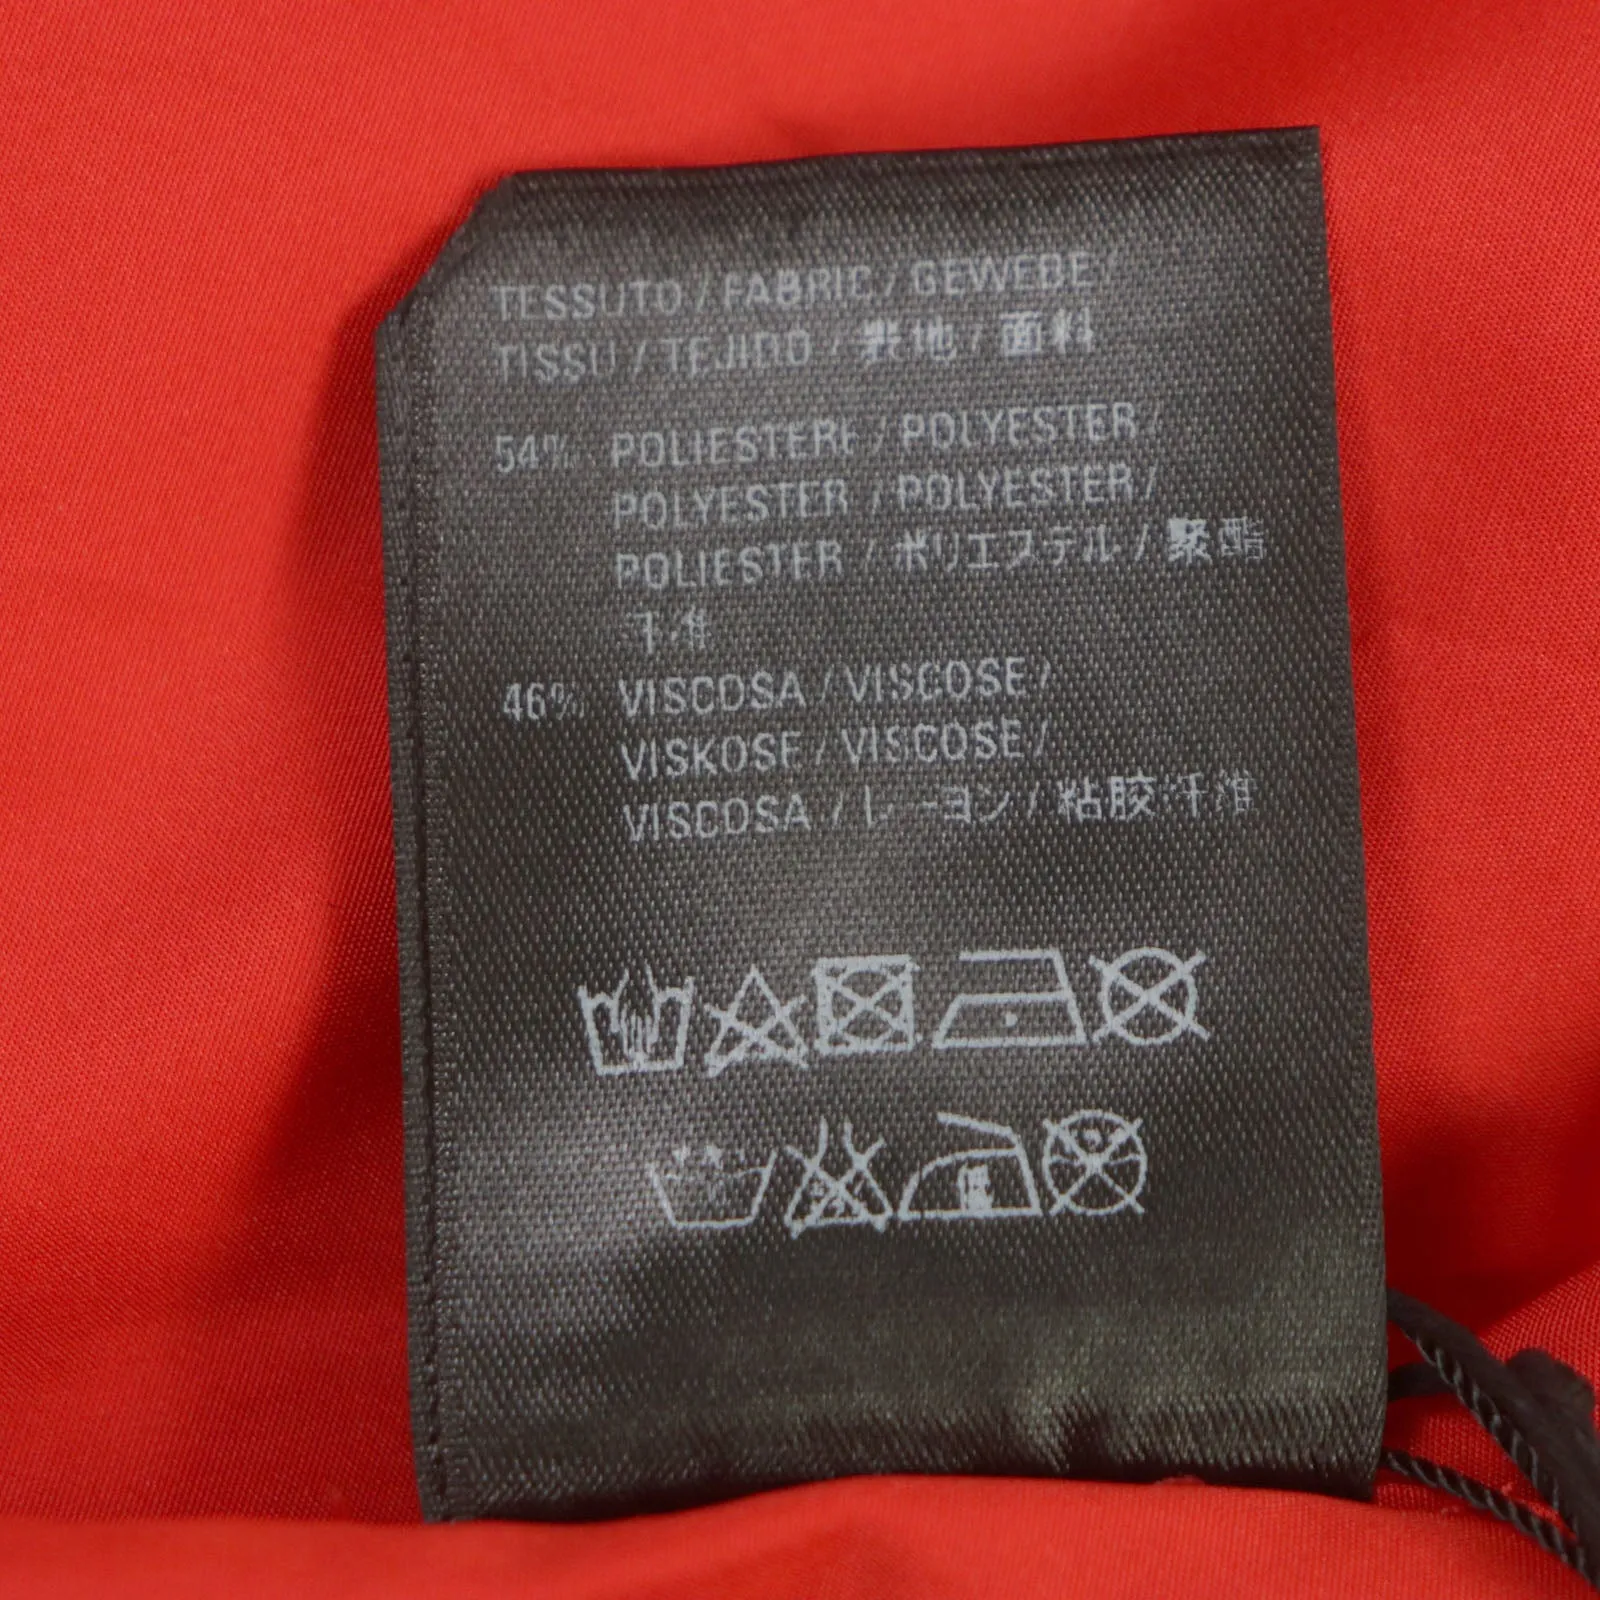 TESSUTO / FABRIC / GEWEBE /
TISSU / TEJIDO / 表地 / 面料
54% POLIESTERE / POLYESTER /
POLYESTER / POLYESTER /
POLIESTER / ポリエステル / 聚酯
纤维
46% VISCOSA / VISCOSE /
VISKOSE / VISCOSE /
VISCOSA / レーヨン / 粘胶纤维